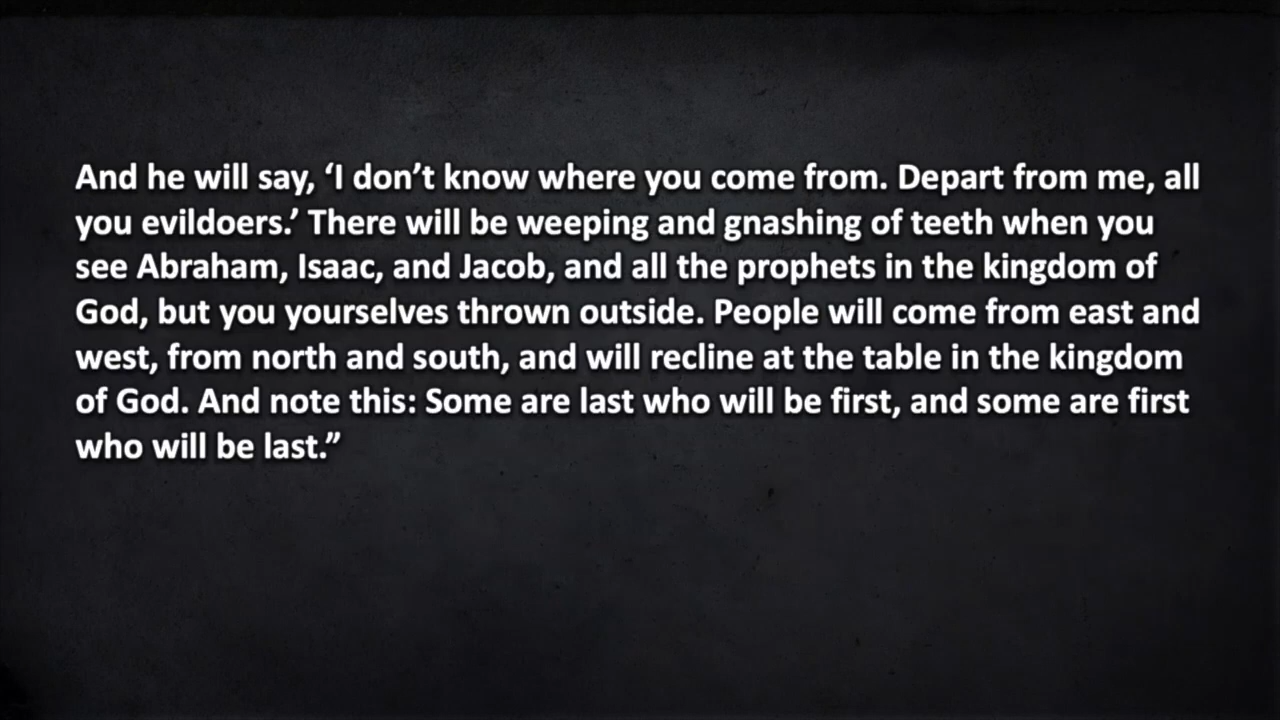 And he will say, ‘I don’t know where you come from. Depart from me, all
you evildoers.’ There will be weeping and gnashing of teeth when you
see Abraham, Isaac, and Jacob, and all the prophets in the kingdom of
God, but you yourselves thrown outside. People will come from east and
west, from north and south, and will recline at the table in the kingdom
of God. And note this: Some are last who will be first, and some are first
who will be last.”